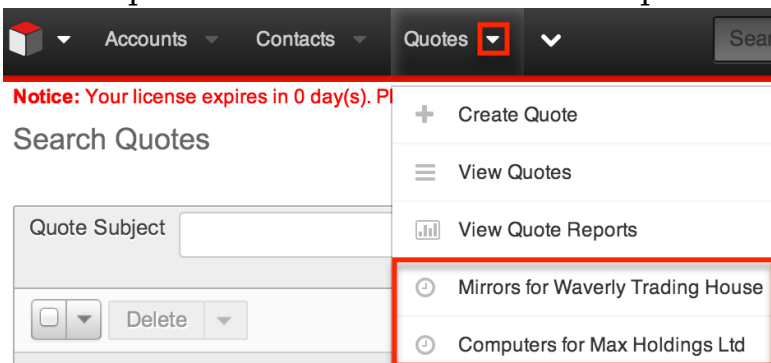 Accounts Contacts Quotes Sear
Notice: Your license expires in 0 day(s). Pl
Search Quotes
Create Quote
View Quotes
Quote Subject
View Quote Reports
Mirrors for Waverly Trading House
Delete
Computers for Max Holdings Ltd